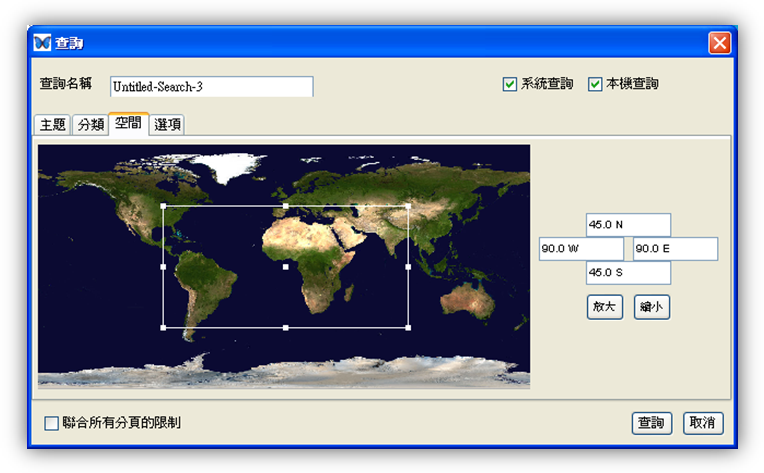 查詢
查詢名稱 Untitled-Search-3 系統查詢 本機查詢
主題 分類 空間 選項
45.0 N
90.0 W 90.0 E
45.0 S
放大 縮小
聯合所有分頁的限制 查詢 取消